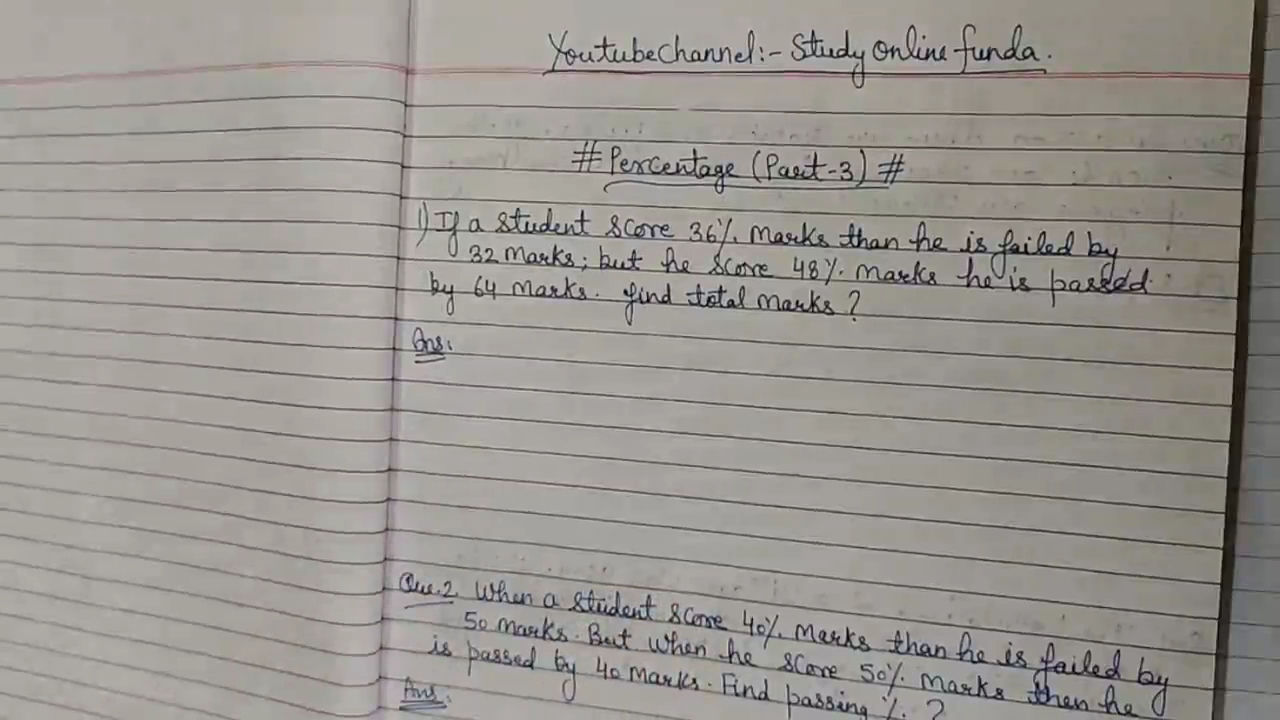 Youtube Channel:- Study Online funda.
# Percentage (Part-3) #
1) If a student score 36% marks than he is failed by
32 marks; but he score 48% marks he is passed
by 64 marks. find total marks?
Ans:
Que.2 When a student score 40% marks than he is failed by
50 marks. But when he score 50% marks then he
is passed by 40 marks. Find passing %. ?
Ans.